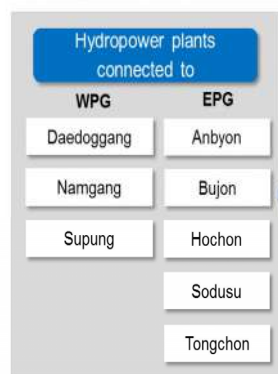 Hydropower plants
connected to
WPG EPG
Daedoggang Anbyon
Namgang Bujon
Supung Hochon
Sodusu
Tongchon